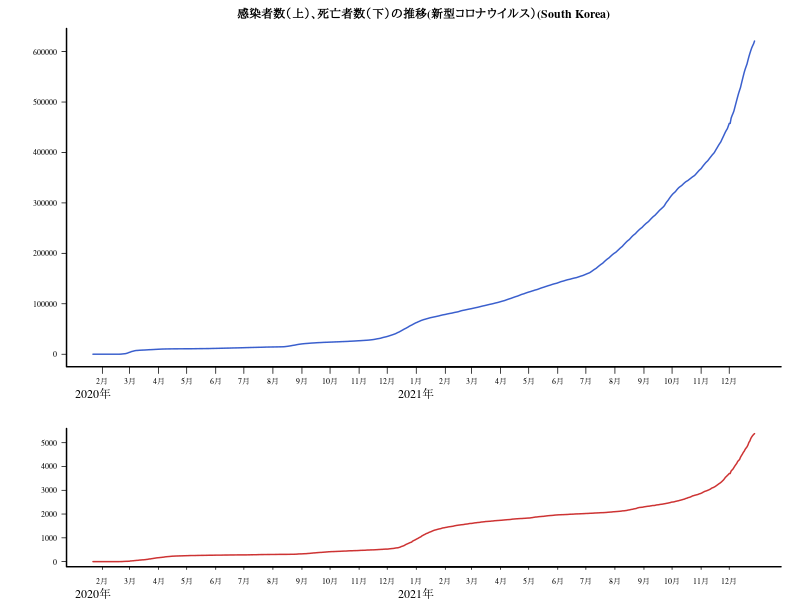 感染者数(上)、死亡者数(下)の推移(新型コロナウイルス)(South Korea)
600000
500000
400000
300000
200000
100000
0
2月 3月 4月 5月 6月 7月 8月 9月 10月 11月 12月 1月 2月 3月 4月 5月 6月 7月 8月 9月 10月 11月 12月
2020年 2021年
5000
4000
3000
2000
1000
0
2月 3月 4月 5月 6月 7月 8月 9月 10月 11月 12月 1月 2月 3月 4月 5月 6月 7月 8月 9月 10月 11月 12月
2020年 2021年